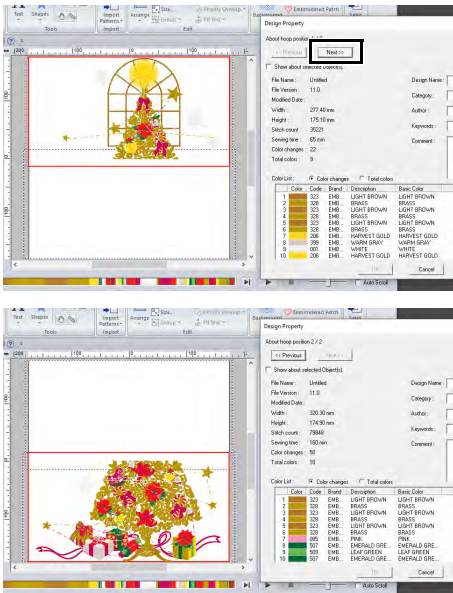 Text Shapes
Import Patterns
Arrange
Size...
Group
Embroidered Patch
Tools
Import
Edit
Design Property
About hoop position
<< Previous Next >>
Show about selected Object(s)
File Name : Untitled Design Name :
File Version : 11.0
Category :
Modified Date :
Width : 277.40 mm Author :
Height : 175.10 mm
Keywords :
Stitch count : 35221
Sewing time : 65 min Comment :
Color changes : 22
Total colors : 9
Color List : Color changes Total colors
Color Code Brand Description Basic Color
1 323 EMB... LIGHT BROWN LIGHT BROWN
2 328 EMB... BRASS BRASS
3 323 EMB... LIGHT BROWN LIGHT BROWN
4 328 EMB... BRASS BRASS
5 323 EMB... LIGHT BROWN LIGHT BROWN
6 328 EMB... BRASS BRASS
7 206 EMB... HARVEST GOLD HARVEST GOLD
8 399 EMB... WARM GRAY WARM GRAY
9 001 EMB... WHITE WHITE
10 206 EMB... HARVEST GOLD HARVEST GOLD
OK Cancel
Auto Scroll
Text Shapes
Import Patterns
Arrange
Size...
Group
Embroidered Patch
Tools
Import
Edit
Design Property
About hoop position 2 / 2
<< Previous Next >>
Show about selected Object(s)
File Name : Untitled Design Name :
File Version : 11.0
Category :
Modified Date :
Width : 320.30 mm Author :
Height : 174.90 mm
Keywords :
Stitch count : 79848
Sewing time : 160 min Comment :
Color changes : 50
Total colors : 10
Color List : Color changes Total colors
Color Code Brand Description Basic Color
1 323 EMB... LIGHT BROWN LIGHT BROWN
2 328 EMB... BRASS BRASS
3 323 EMB... LIGHT BROWN LIGHT BROWN
4 328 EMB... BRASS BRASS
5 323 EMB... LIGHT BROWN LIGHT BROWN
6 328 EMB... BRASS BRASS
7 085 EMB... PINK PINK
8 507 EMB... EMERALD GRE... EMERALD GRE...
9 509 EMB... LEAF GREEN LEAF GREEN
10 507 EMB... EMERALD GRE... EMERALD GRE...
OK Cancel
Auto Scroll